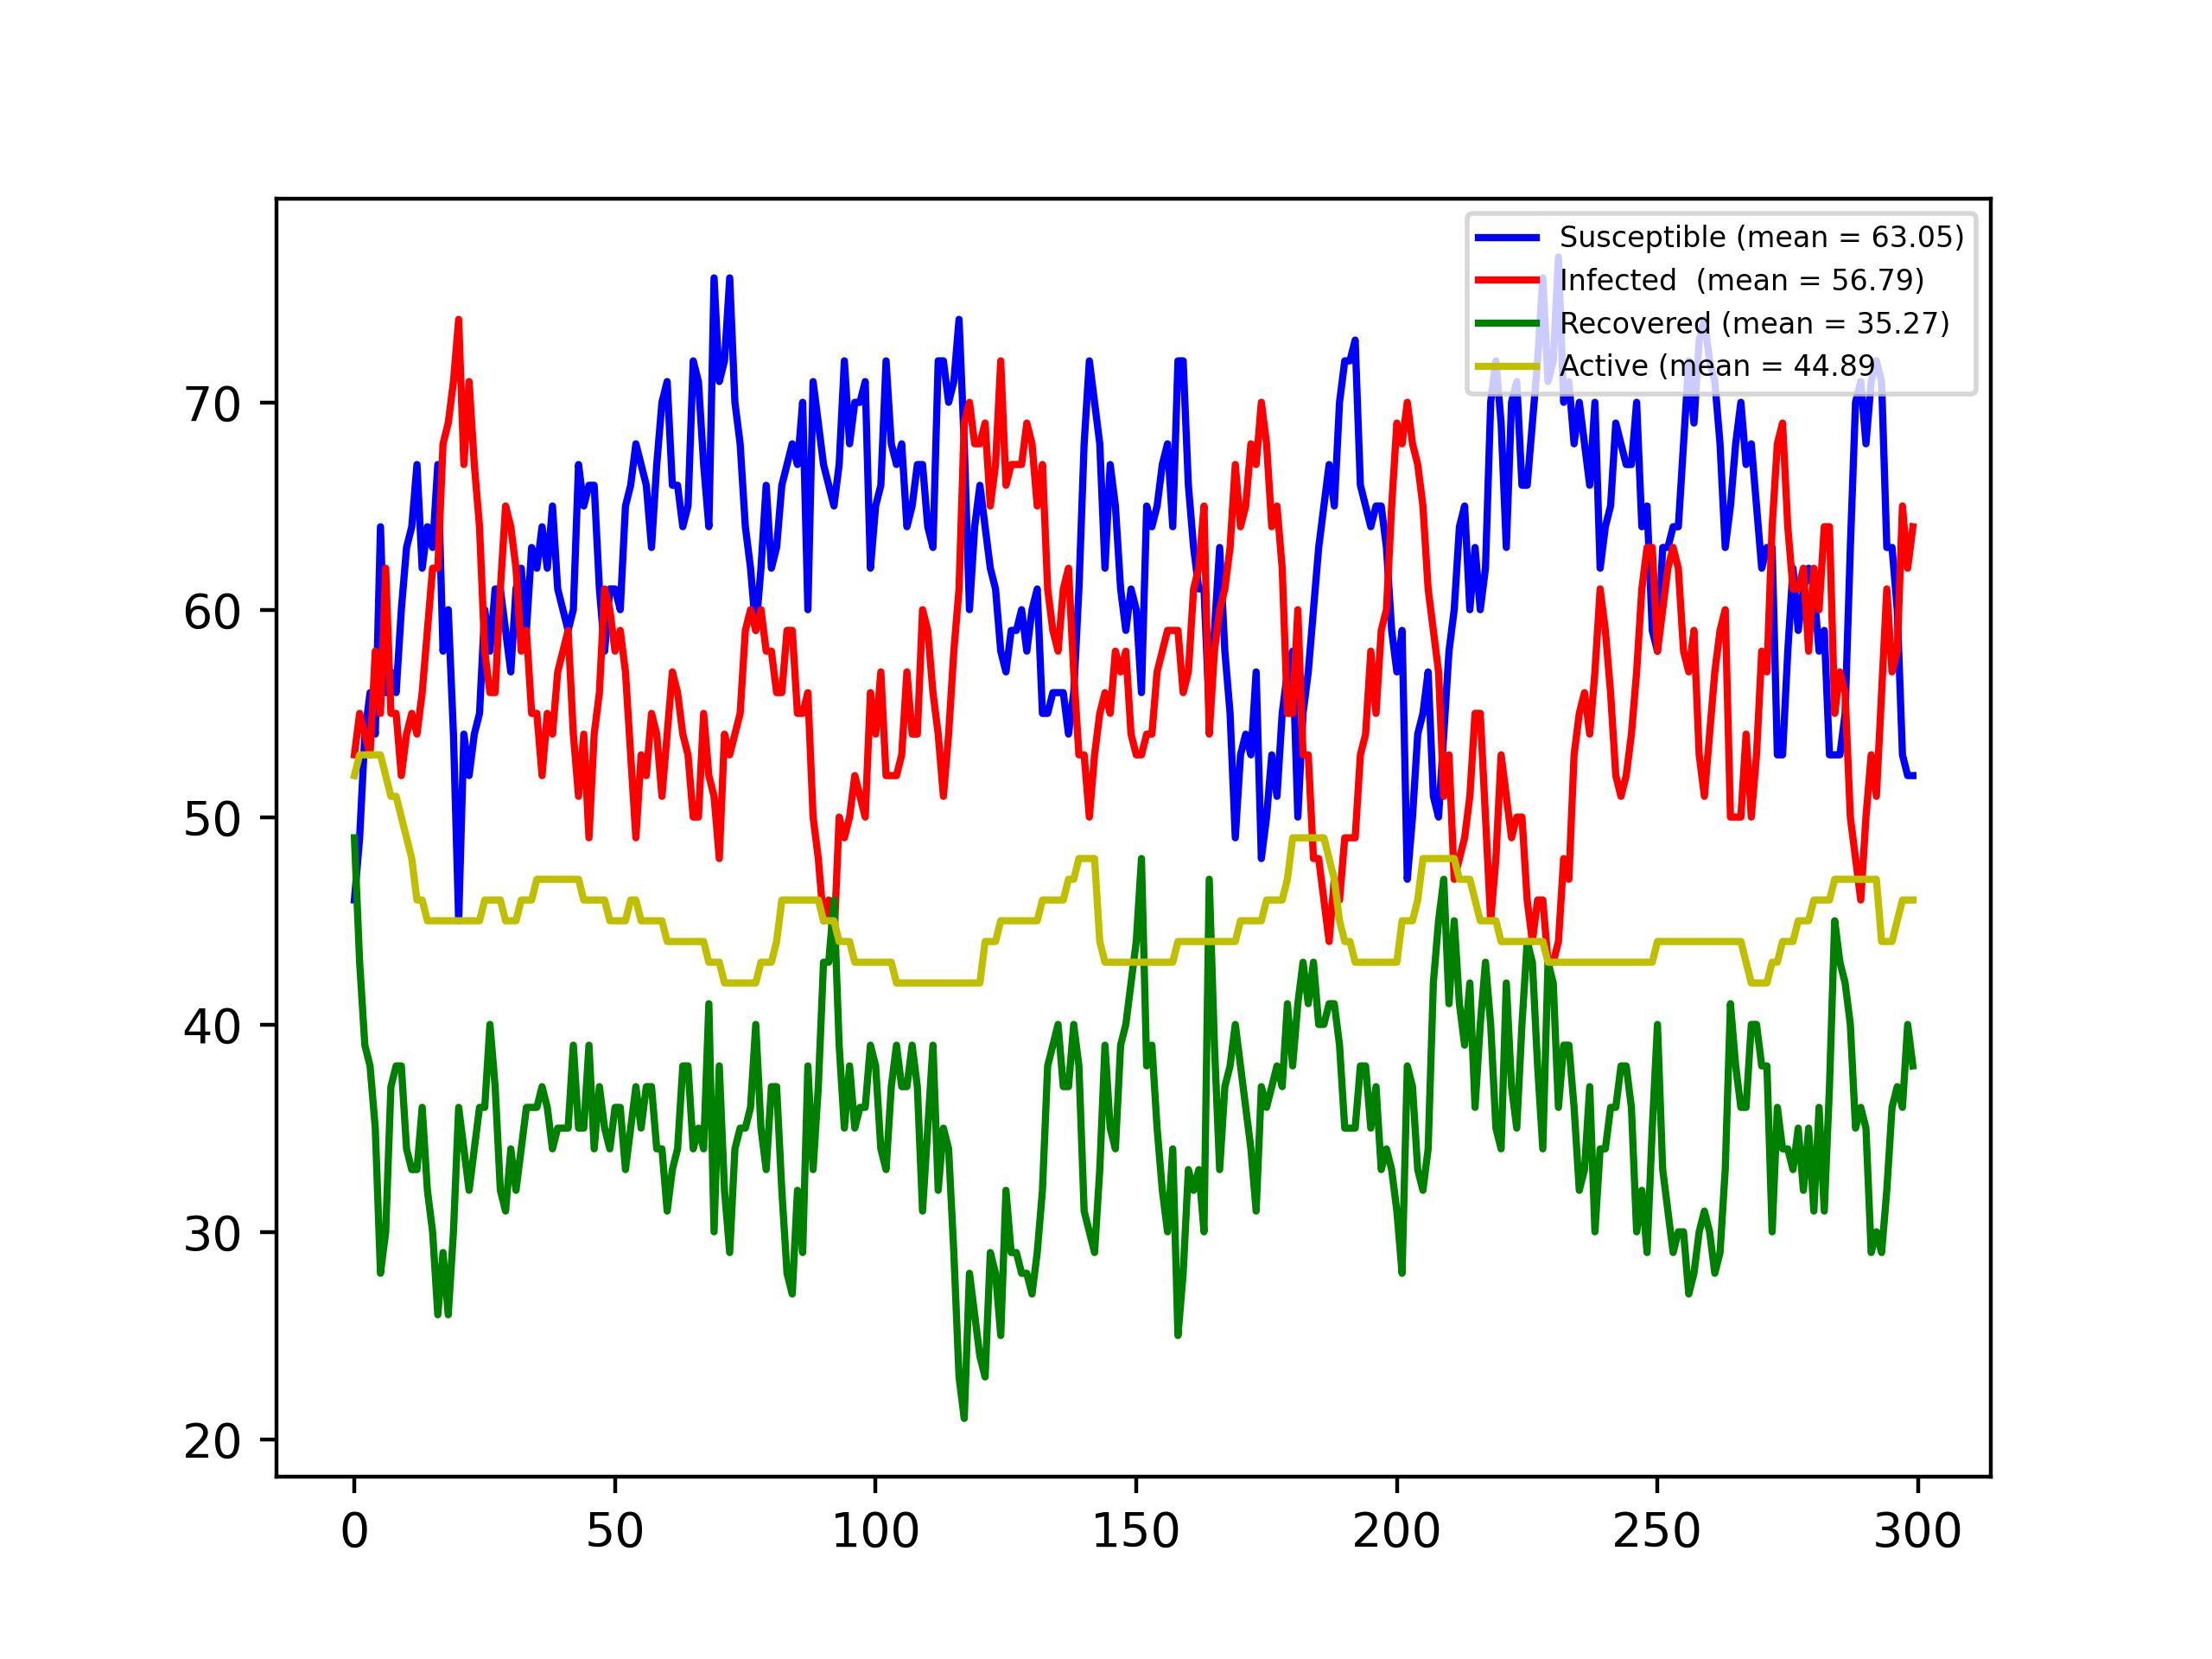 Susceptible (mean = 63.05)
Infected  (mean = 56.79)
Recovered (mean = 35.27)
Active (mean = 44.89
70
60
50
40
30
20
0 50 100 150 200 250 300